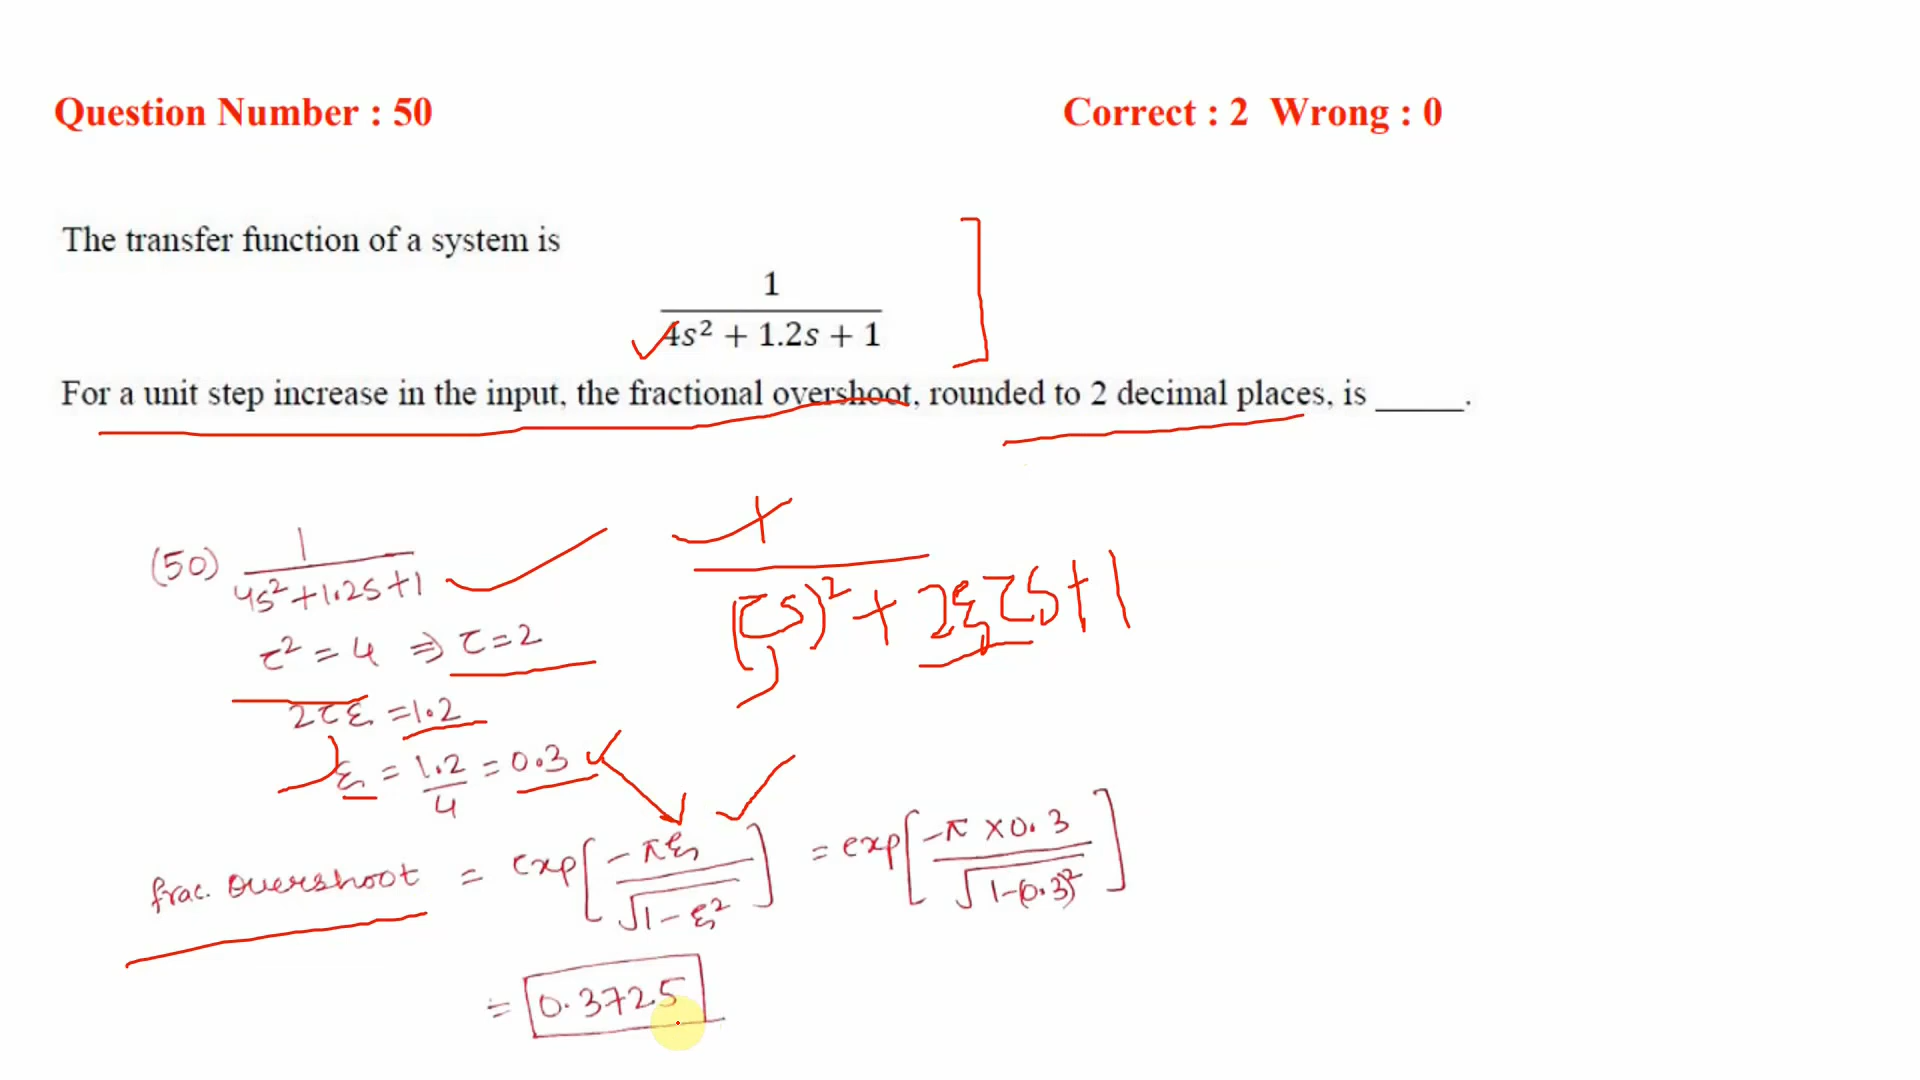 Question Number : 50 Correct : 2 Wrong : 0
The transfer function of a system is
1
4s² + 1.2s + 1
For a unit step increase in the input, the fractional overshoot, rounded to 2 decimal places, is _____.
(50) 1
4s²+1.2s+1
1
(τs)² + 2ξτs+1
τ² = 4 ⇒ τ=2
2τξ = 1.2
ξ = 1.2/4 = 0.3
frac. Overshoot = exp[-πξ/√1-ξ²] = exp[-π×0.3/√1-(0.3)²]
= 0.3725